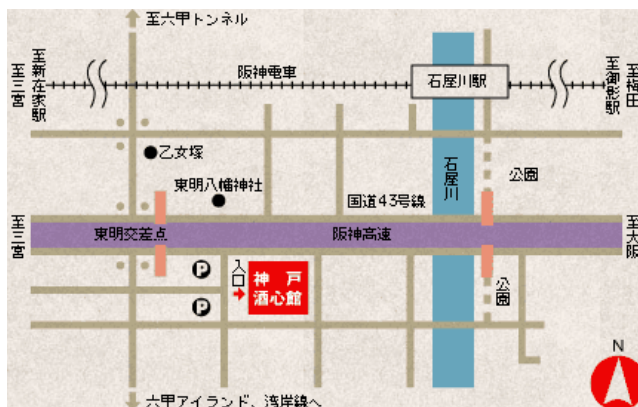 至六甲トンネル
至三宮
至新在家駅
阪神電車
石屋川駅
至御影駅
至梅田
乙女塚
東明八幡神社
石屋川
公園
国道43号線
至三宮
東明交差点
阪神高速
至大阪
P
入口
神戸
酒心館
公園
P
N
六甲アイランド、湾岸線へ